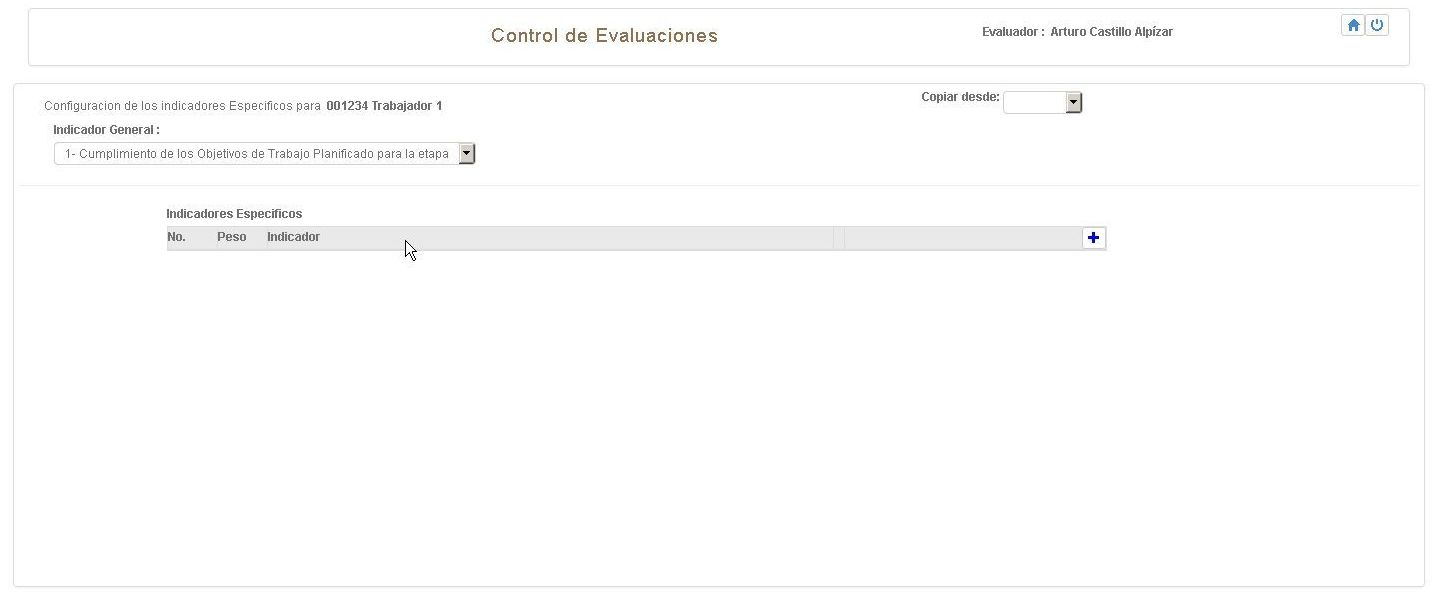 Control de Evaluaciones
Evaluador : Arturo Castillo Alpízar
Configuracion de los indicadores Especificos para 001234 Trabajador 1
Copiar desde:
Indicador General :
1- Cumplimiento de los Objetivos de Trabajo Planificado para la etapa
Indicadores Especificos
No. Peso Indicador